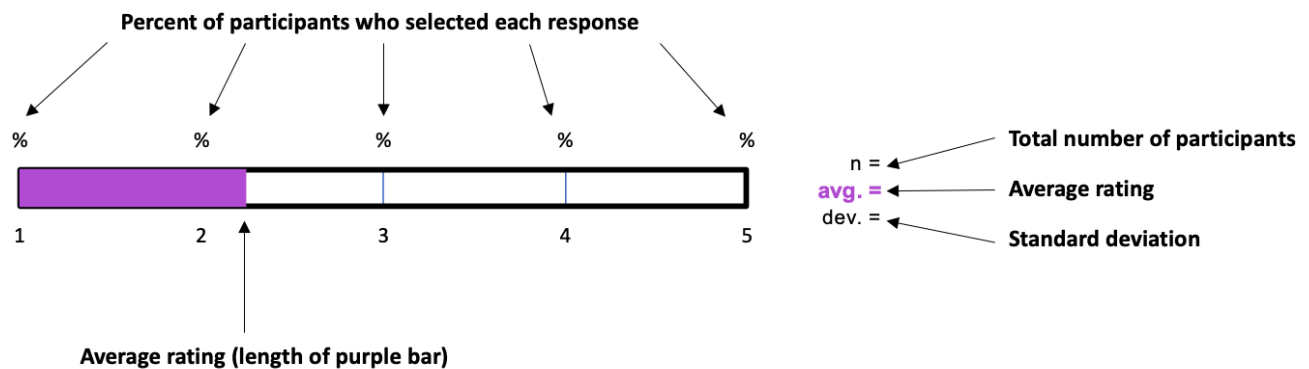 Percent of participants who selected each response
% % % % %
Total number of participants
n =
avg. =
Average rating
dev. =
Standard deviation
1 2 3 4 5
Average rating (length of purple bar)